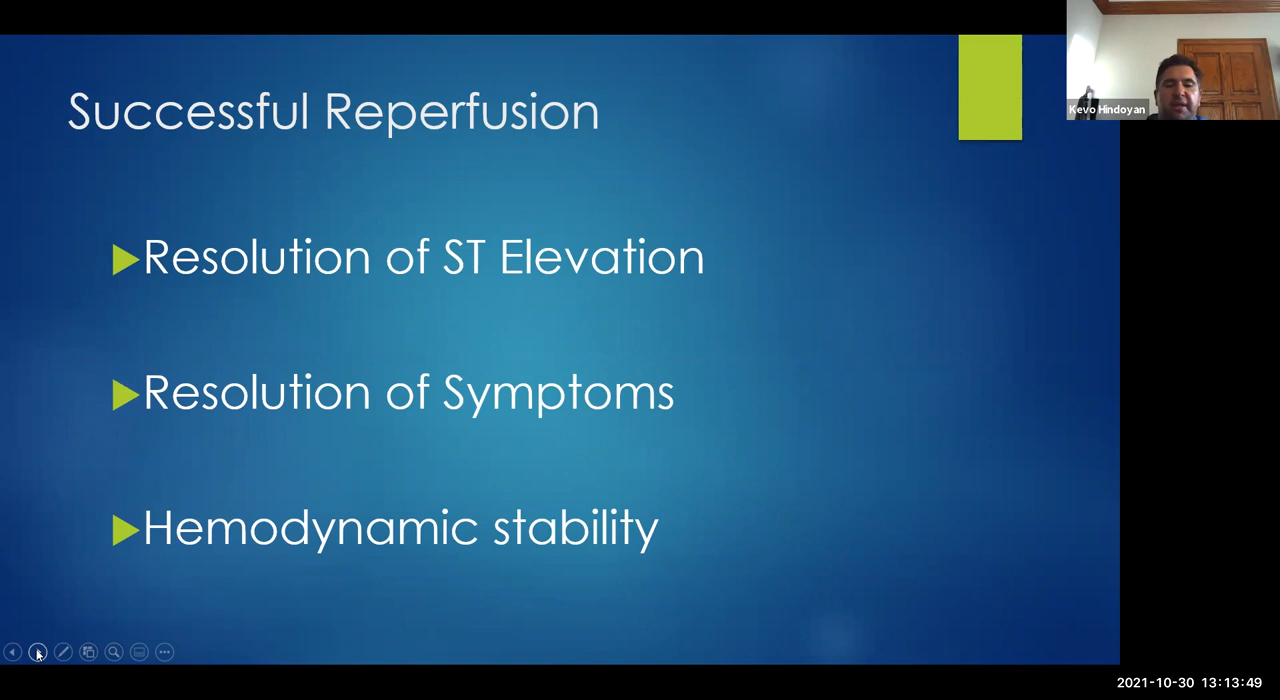 Successful Reperfusion
Kevo Hindoyan
Resolution of ST Elevation
Resolution of Symptoms
Hemodynamic stability
2021-10-30 13:13:49